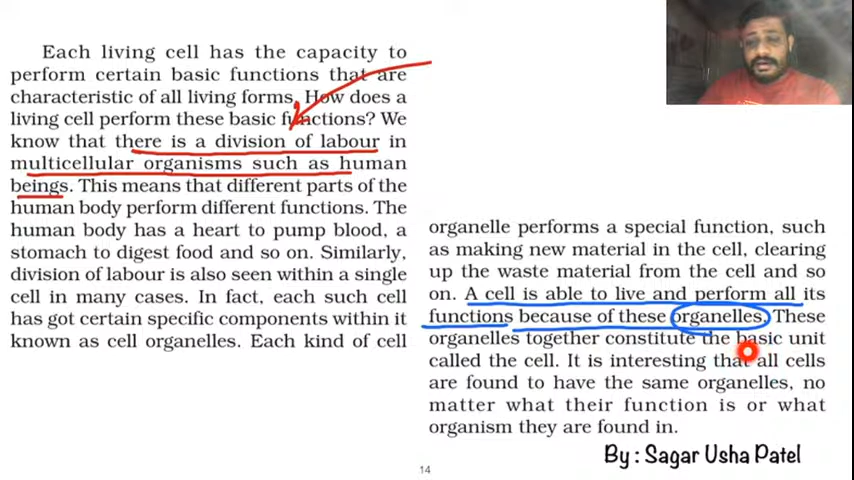 Each living cell has the capacity to
perform certain basic functions that are
characteristic of all living forms. How does a
living cell perform these basic functions? We
know that there is a division of labour in
multicellular organisms such as human
beings. This means that different parts of the
human body perform different functions. The
human body has a heart to pump blood, a
stomach to digest food and so on. Similarly,
division of labour is also seen within a single
cell in many cases. In fact, each such cell
has got certain specific components within it
known as cell organelles. Each kind of cell
organelle performs a special function, such
as making new material in the cell, clearing
up the waste material from the cell and so
on. A cell is able to live and perform all its
functions because of these organelles. These
organelles together constitute the basic unit
called the cell. It is interesting that all cells
are found to have the same organelles, no
matter what their function is or what
organism they are found in.
By : Sagar Usha Patel
14